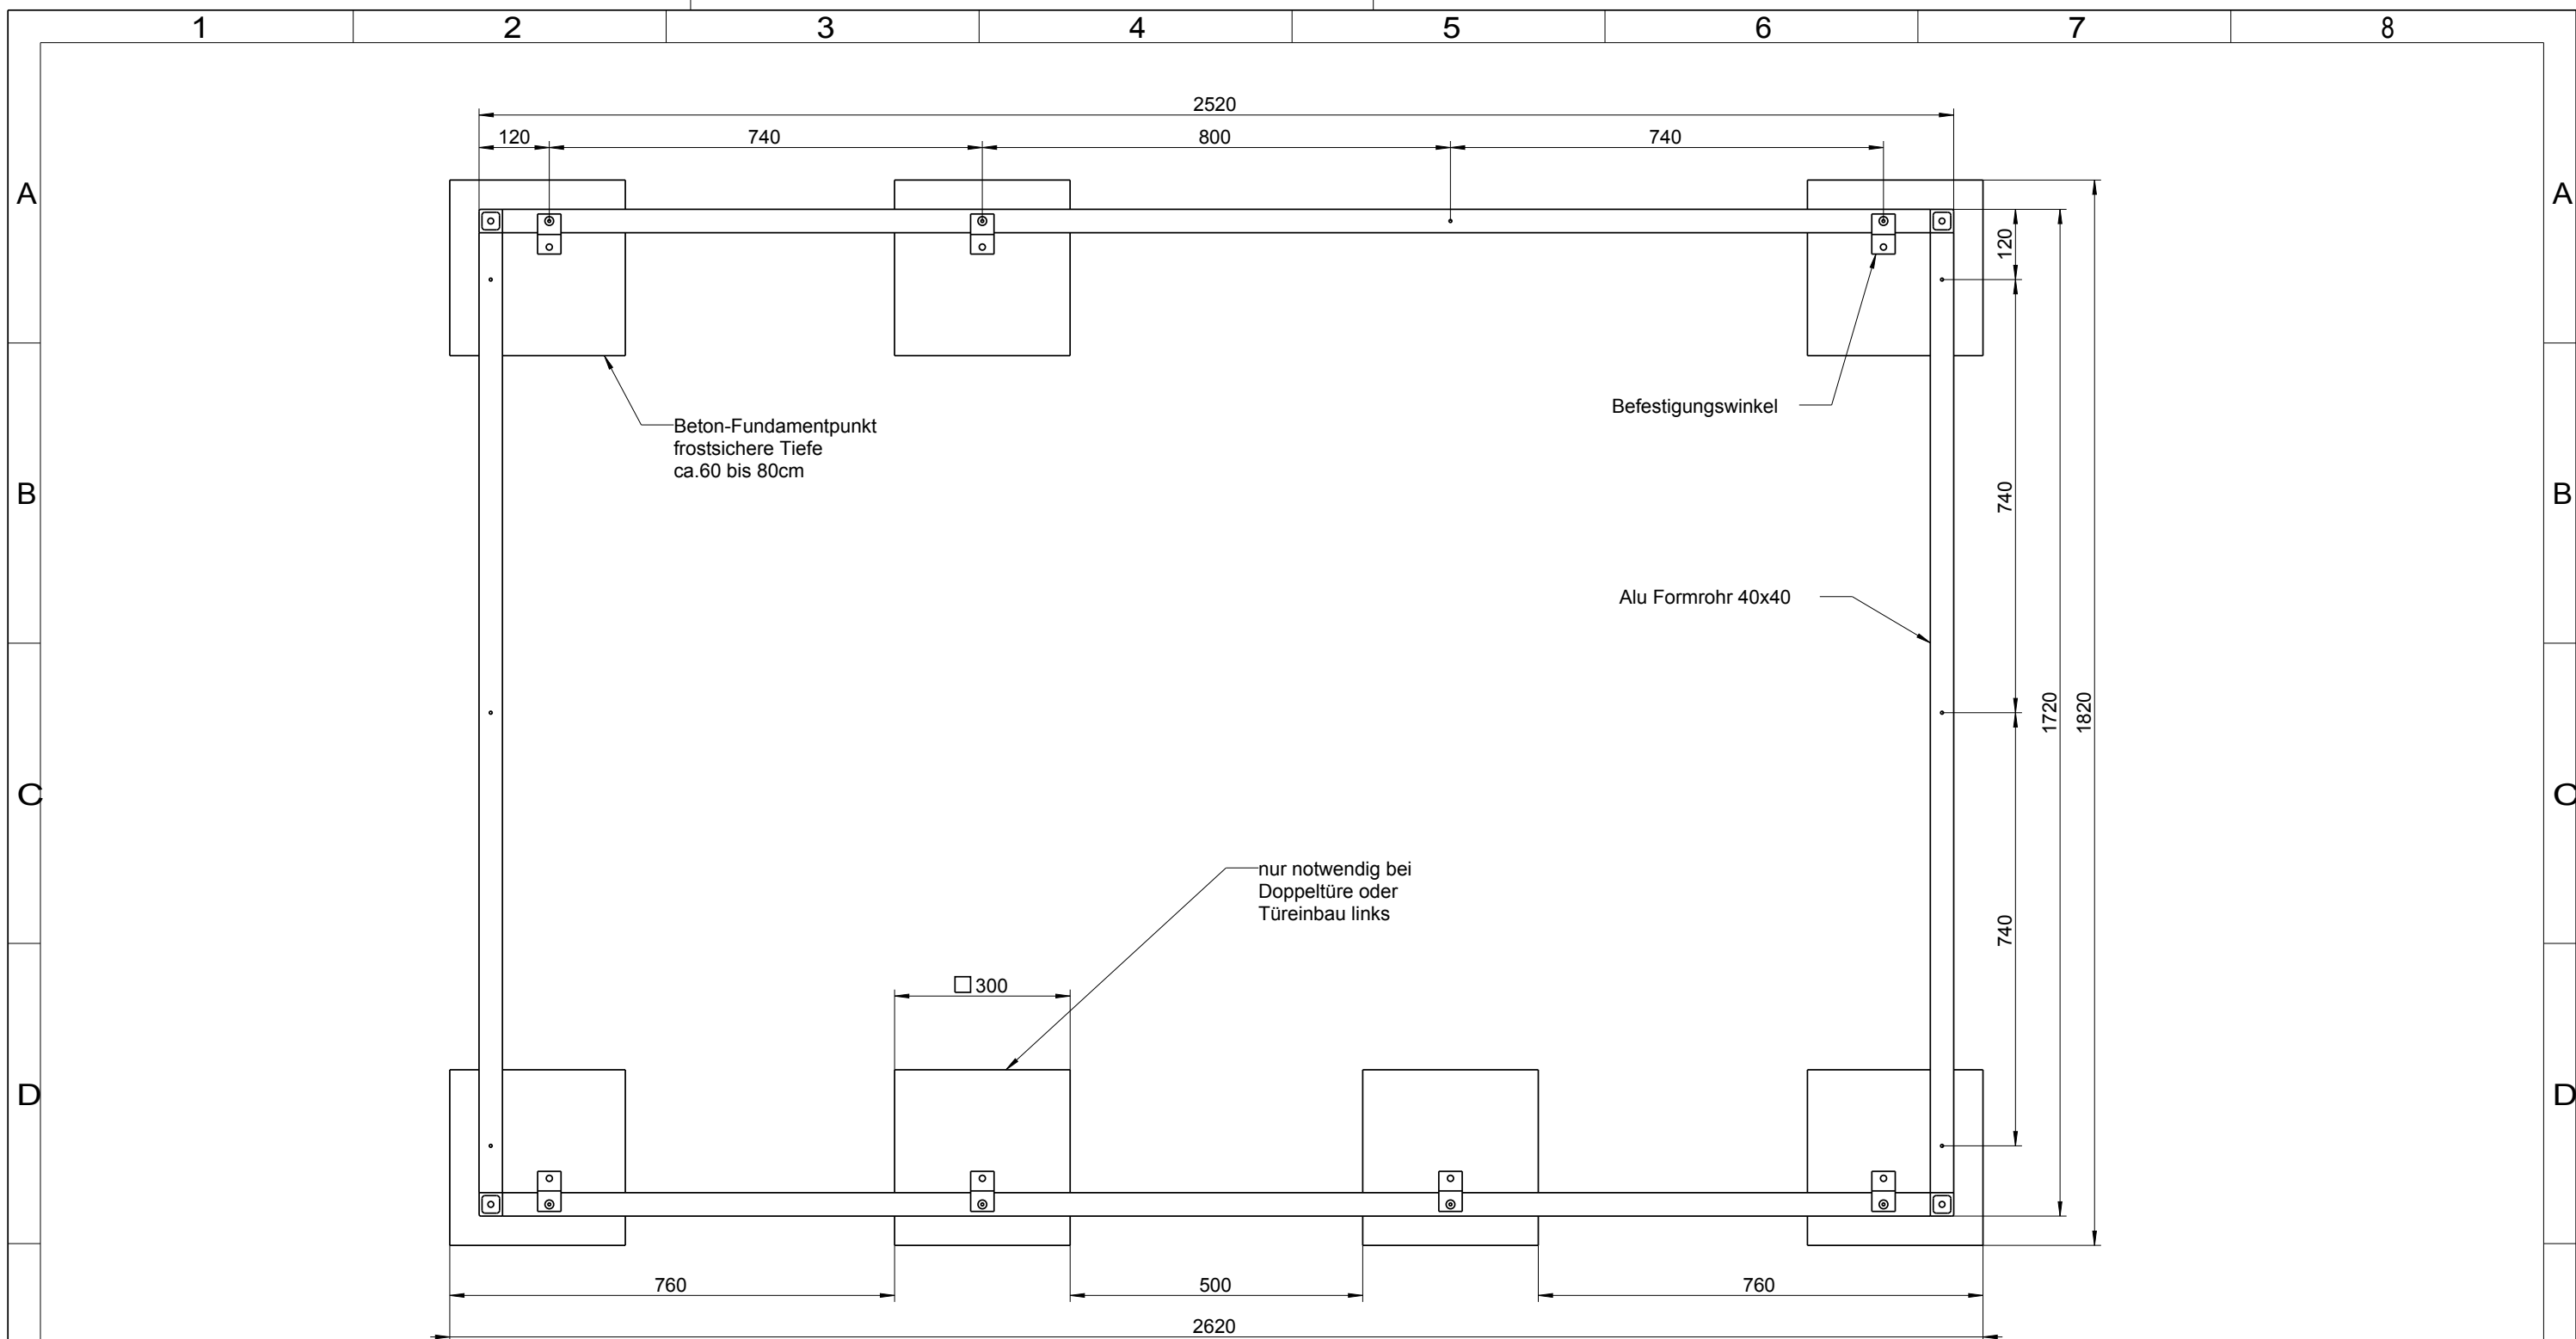 1 2 3 4 5 6 7 8
2520
120 740 800 740
A A
120
Beton-Fundamentpunkt
frostsichere Tiefe
ca.60 bis 80cm
Befestigungswinkel
B B
740
Alu Formrohr 40x40
1720 1820
C C
nur notwendig bei
Doppeltüre oder
Türeinbau links
740
300
D D
760 500 760
2620